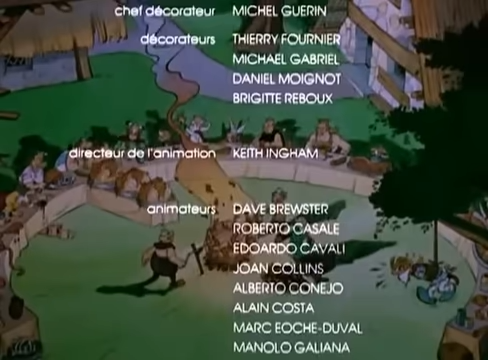 chef décorateur MICHEL GUERIN
décorateurs THIERRY FOURNIER
MICHAEL GABRIEL
DANIEL MOIGNOT
BRIGITTE REBOUX
directeur de l'animation KEITH INGHAM
animateurs DAVE BREWSTER
ROBERTO CASALE
EDOARDO CAVALI
JOAN COLLINS
ALBERTO CONEJO
ALAIN COSTA
MARC EOCHE-DUVAL
MANOLO GALIANA